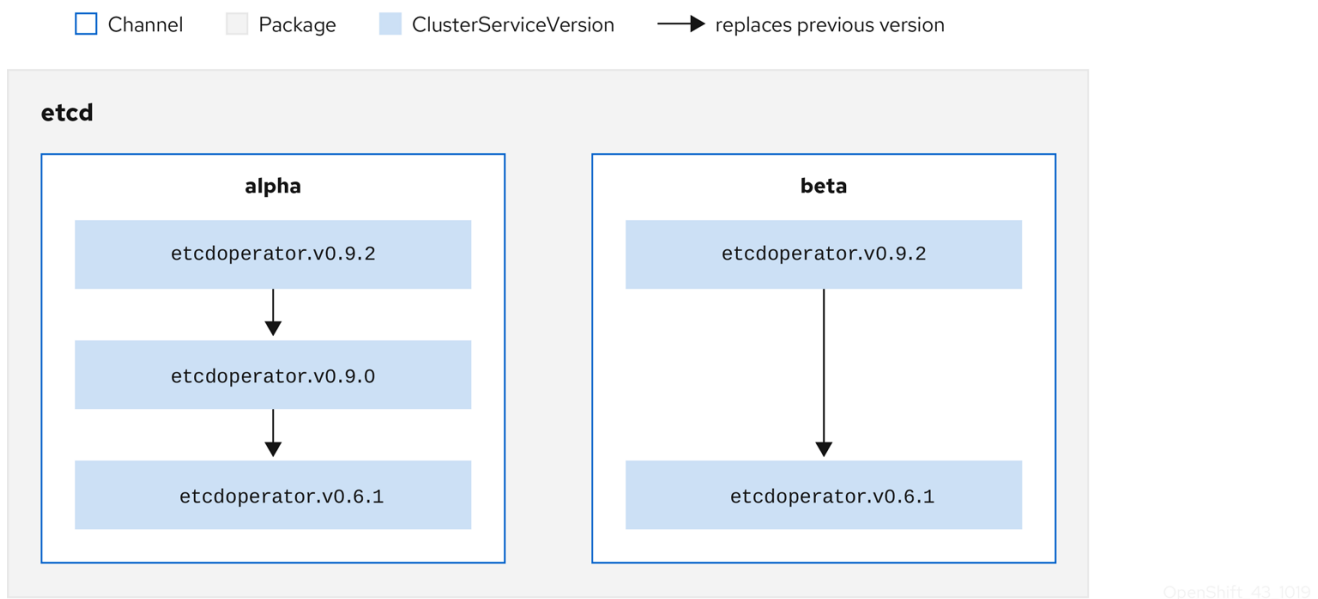 Channel Package ClusterServiceVersion replaces previous version
etcd
alpha
etcdoperator.v0.9.2
etcdoperator.v0.9.0
etcdoperator.v0.6.1
beta
etcdoperator.v0.9.2
etcdoperator.v0.6.1
OpenShift_43_1019